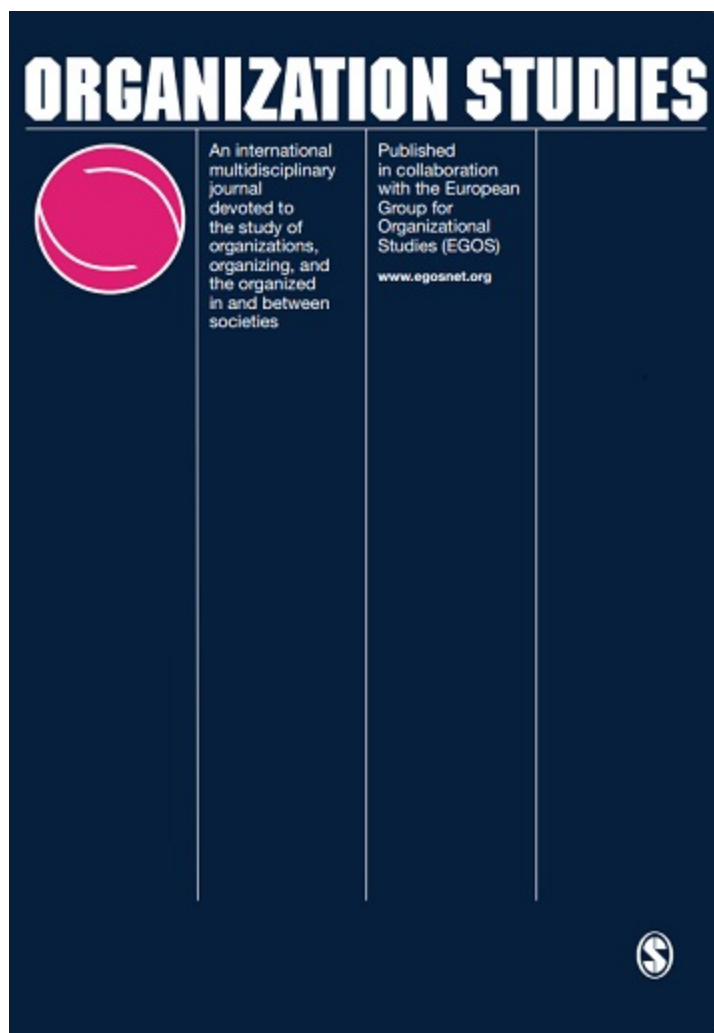 ORGANIZATION STUDIES
An international
multidisciplinary
journal
devoted to
the study of
organizations,
organizing, and
the organized
in and between
societies
Published
in collaboration
with the European
Group for
Organizational
Studies (EGOS)
www.egosnet.org
S